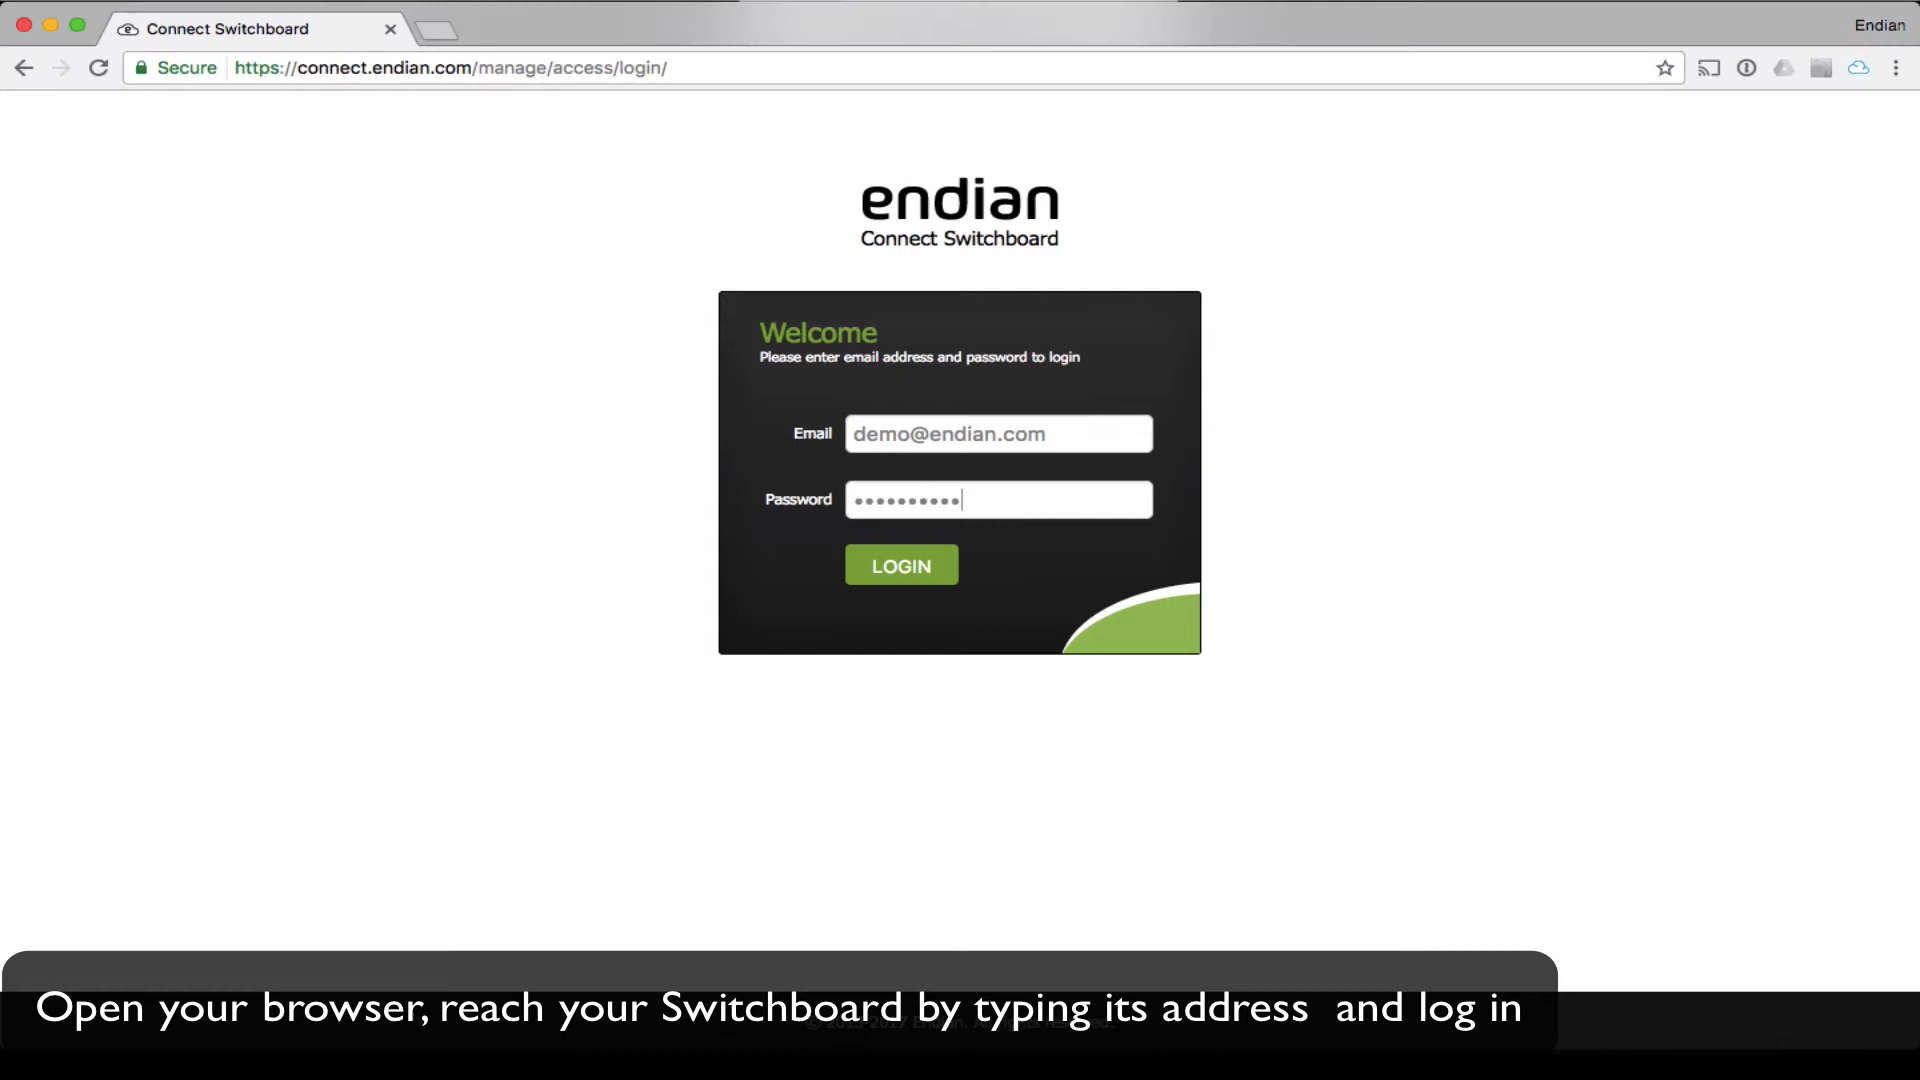 Connect Switchboard
Endian
Secure https://connect.endian.com/manage/access/login/
endian
Connect Switchboard
Welcome
Please enter email address and password to login
Email demo@endian.com
Password ••••••••••
LOGIN
Open your browser, reach your Switchboard by typing its address and log in